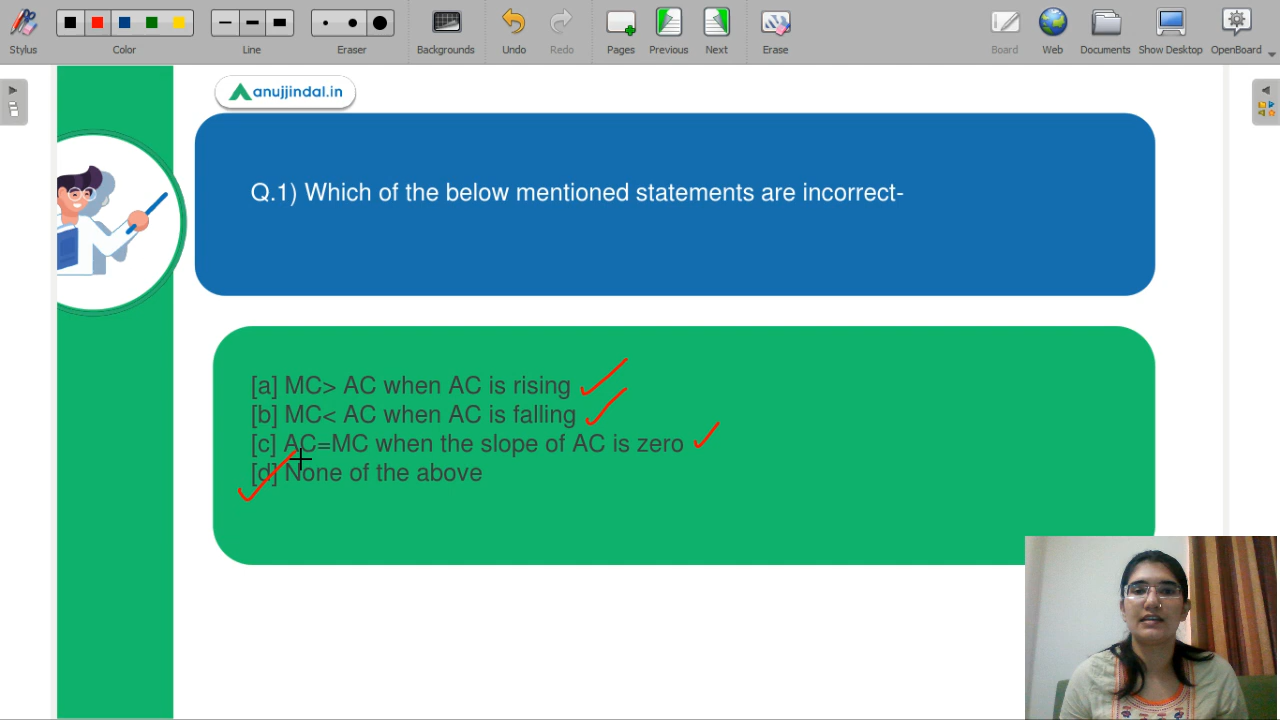 Stylus
Color
Line
Eraser
Backgrounds
Undo
Redo
Pages
Previous
Next
Erase
Board
Web
Documents
Show Desktop
OpenBoard
anujjindal.in
Q.1) Which of the below mentioned statements are incorrect-
[a] MC> AC when AC is rising
[b] MC< AC when AC is falling
[c] AC=MC when the slope of AC is zero
[d] None of the above